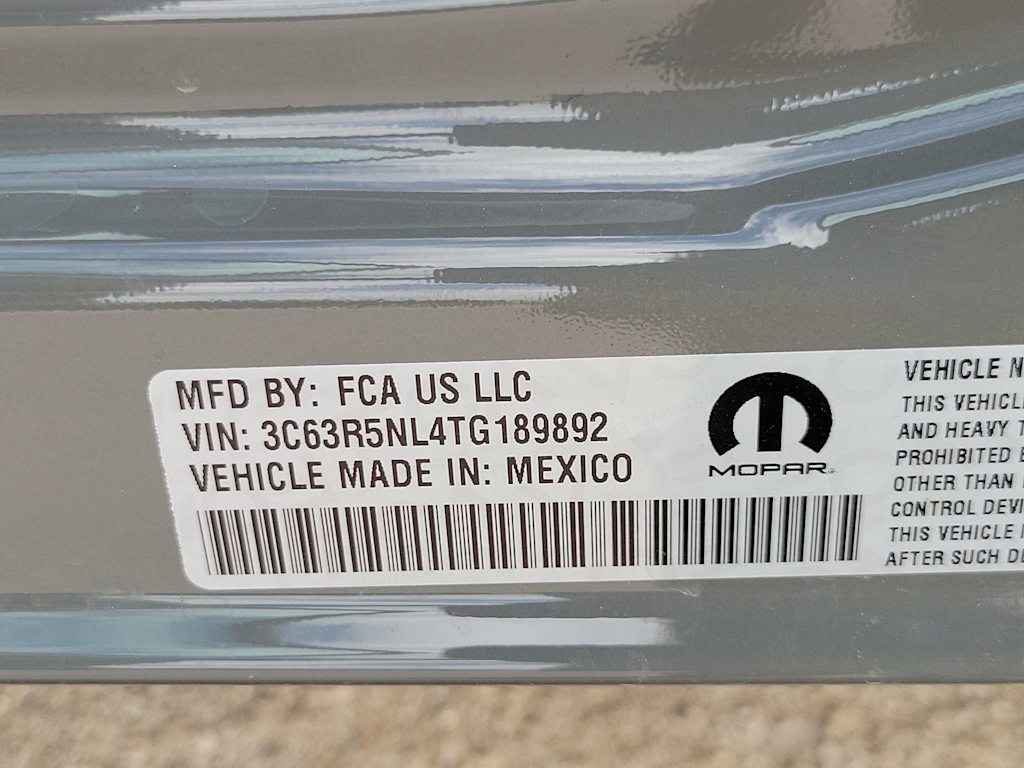 MFD BY: FCA US LLC
VIN: 3C63R5NL4TG189892
VEHICLE MADE IN: MEXICO
MOPAR
VEHICLE
THIS
AND HEAVY
PROHIBITED
OTHER THAN
CONTROL
THIS VEHICLE
AFTER SUCH